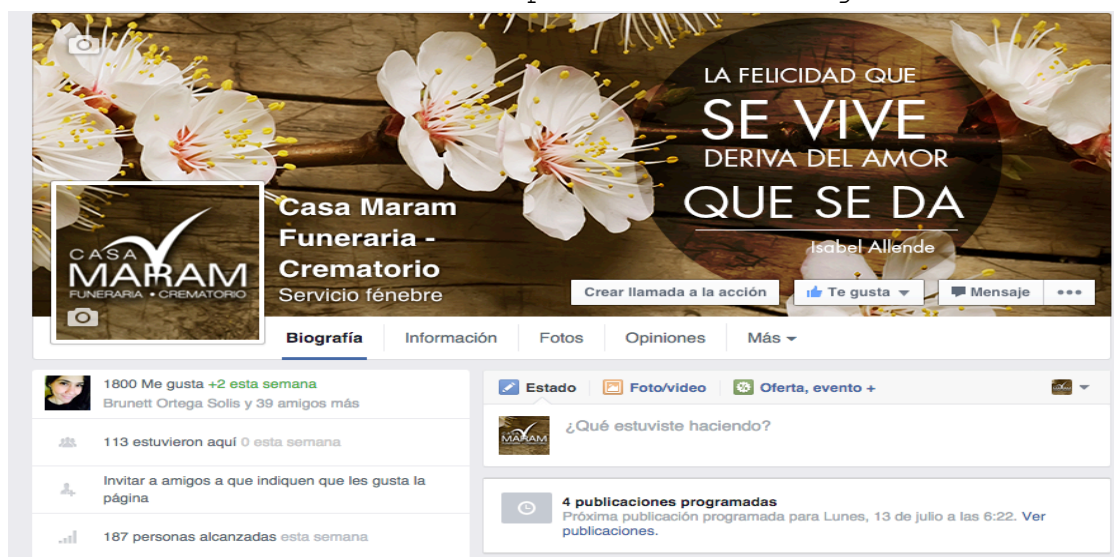 LA FELICIDAD QUE
SE VIVE
DERIVA DEL AMOR
QUE SE DA
Isabel Allende
CASA
MARAM
FUNERARIA • CREMATORIO
Casa Maram
Funeraria -
Crematorio
Servicio fénebre
Crear llamada a la acción
Te gusta
Mensaje
Biografía
Información
Fotos
Opiniones
Más
1800 Me gusta +2 esta semana
Brunett Ortega Solis y 39 amigos más
113 estuvieron aquí 0 esta semana
Invitar a amigos a que indiquen que les gusta la
página
187 personas alcanzadas esta semana
Estado
Foto/video
Oferta, evento +
MARAM
¿Qué estuviste haciendo?
4 publicaciones programadas
Próxima publicación programada para Lunes, 13 de julio a las 6:22. Ver
publicaciones.